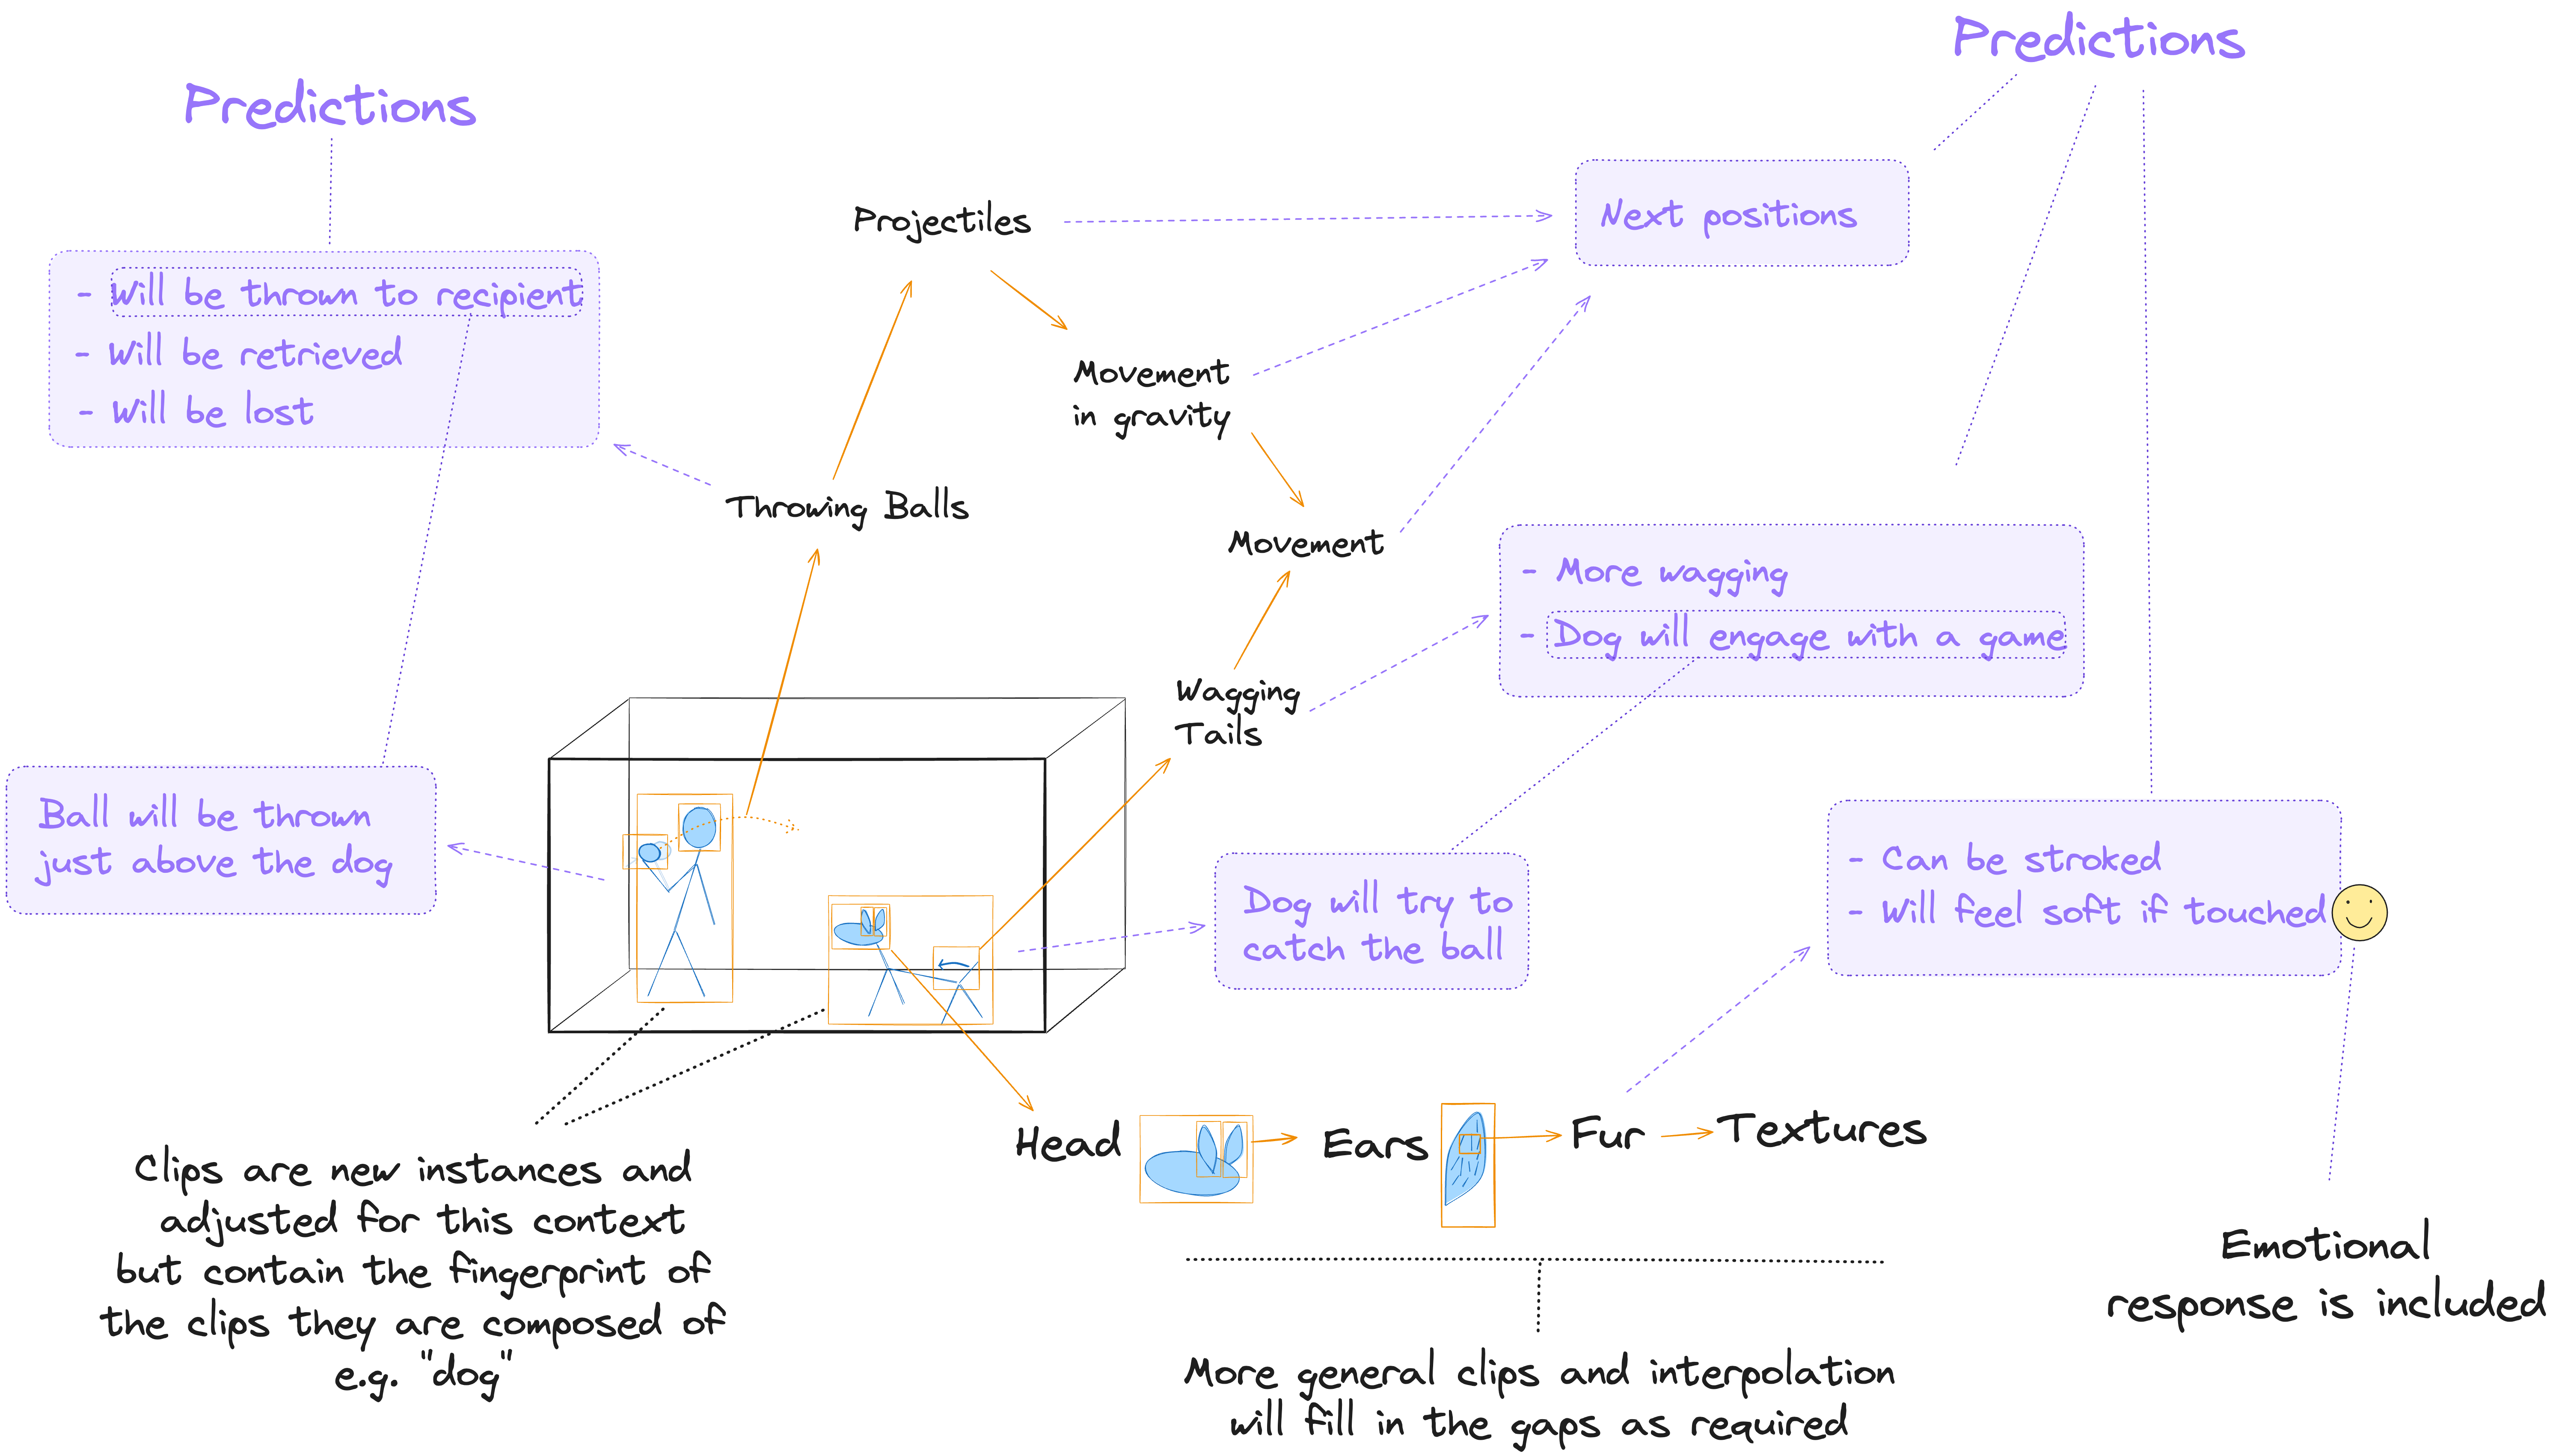 Predictions
Predictions
- Will be thrown to recipient
- Will be retrieved
- Will be lost
Projectiles
Next positions
Movement
in gravity
Throwing Balls
Movement
- More wagging
- Dog will engage with a game
Wagging
Tails
Ball will be thrown
just above the dog
Dog will try to
catch the ball
- Can be stroked
- Will feel soft if touched
Head
Ears
Fur
Textures
Clips are new instances and
adjusted for this context
but contain the fingerprint of
the clips they are composed of
e.g. "dog"
More general clips and interpolation
will fill in the gaps as required
Emotional
response is included